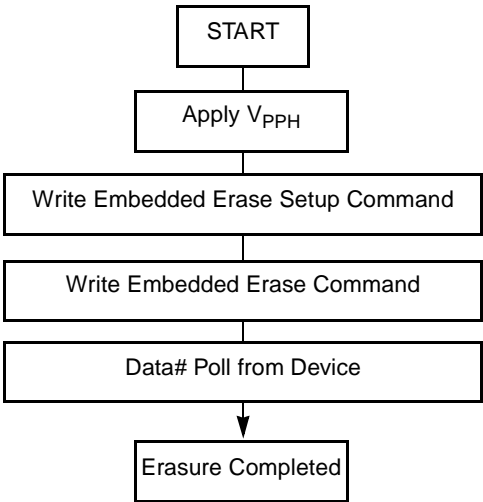 START
Apply VPPH
Write Embedded Erase Setup Command
Write Embedded Erase Command
Data# Poll from Device
Erasure Completed